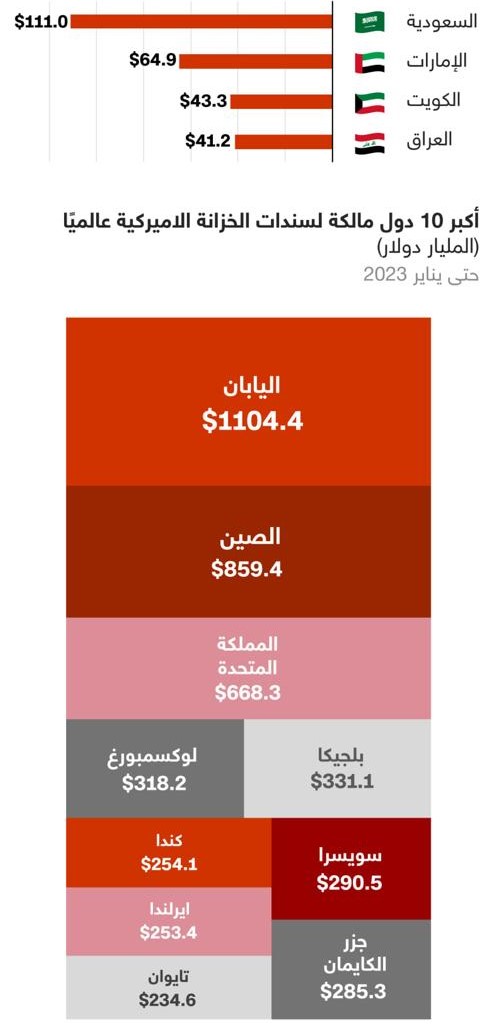 السعودية $111.0
الإمارات $64.9
الكويت $43.3
العراق $41.2
أكبر 10 دول مالكة لسندات الخزانة الاميركية عالميًا
(المليار دولار)
حتى يناير 2023
اليابان
$1104.4
الصين
$859.4
المملكة
المتحدة
$668.3
بلجيكا
$331.1
لوكسمبورغ
$318.2
سويسرا
$290.5
جزر
الكايمان
$285.3
كندا
$254.1
ايرلندا
$253.4
تايوان
$234.6